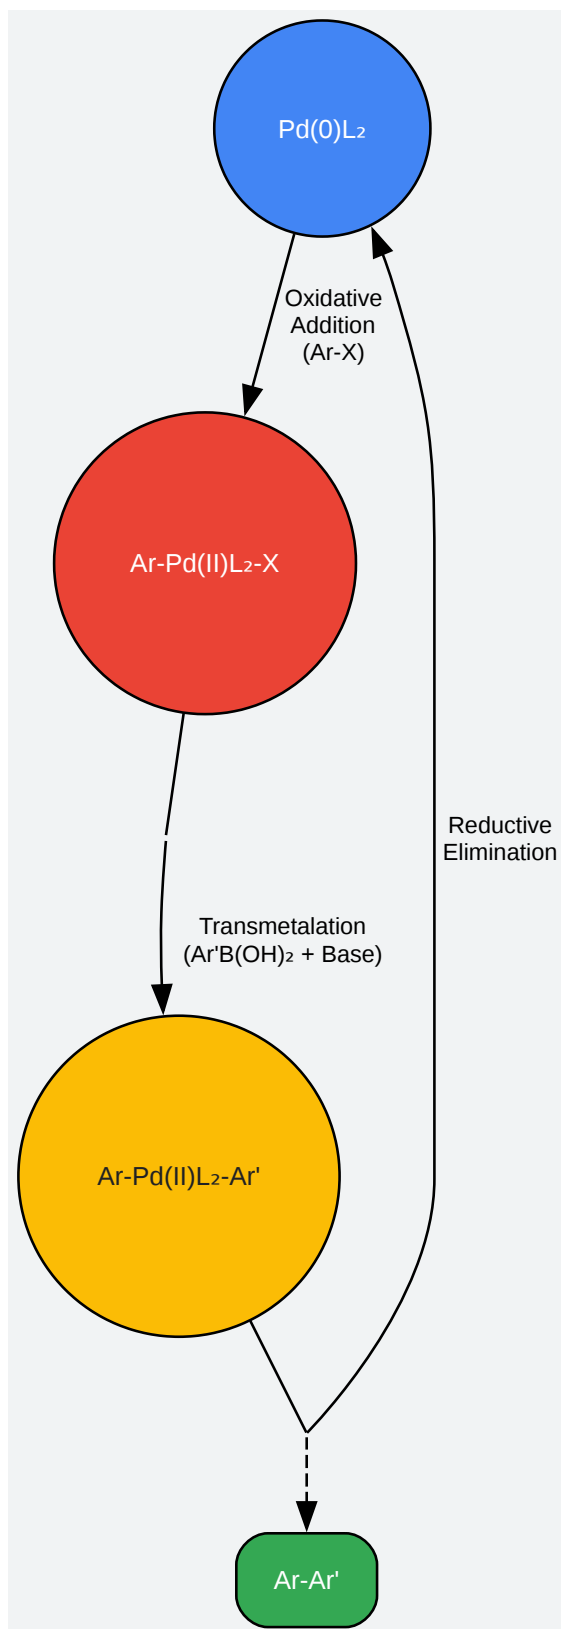 Pd(0)L₂
Oxidative
Addition
(Ar-X)
Ar-Pd(II)L₂-X
Reductive
Elimination
Transmetalation
(Ar'B(OH)₂ + Base)
Ar-Pd(II)L₂-Ar'
Ar-Ar'